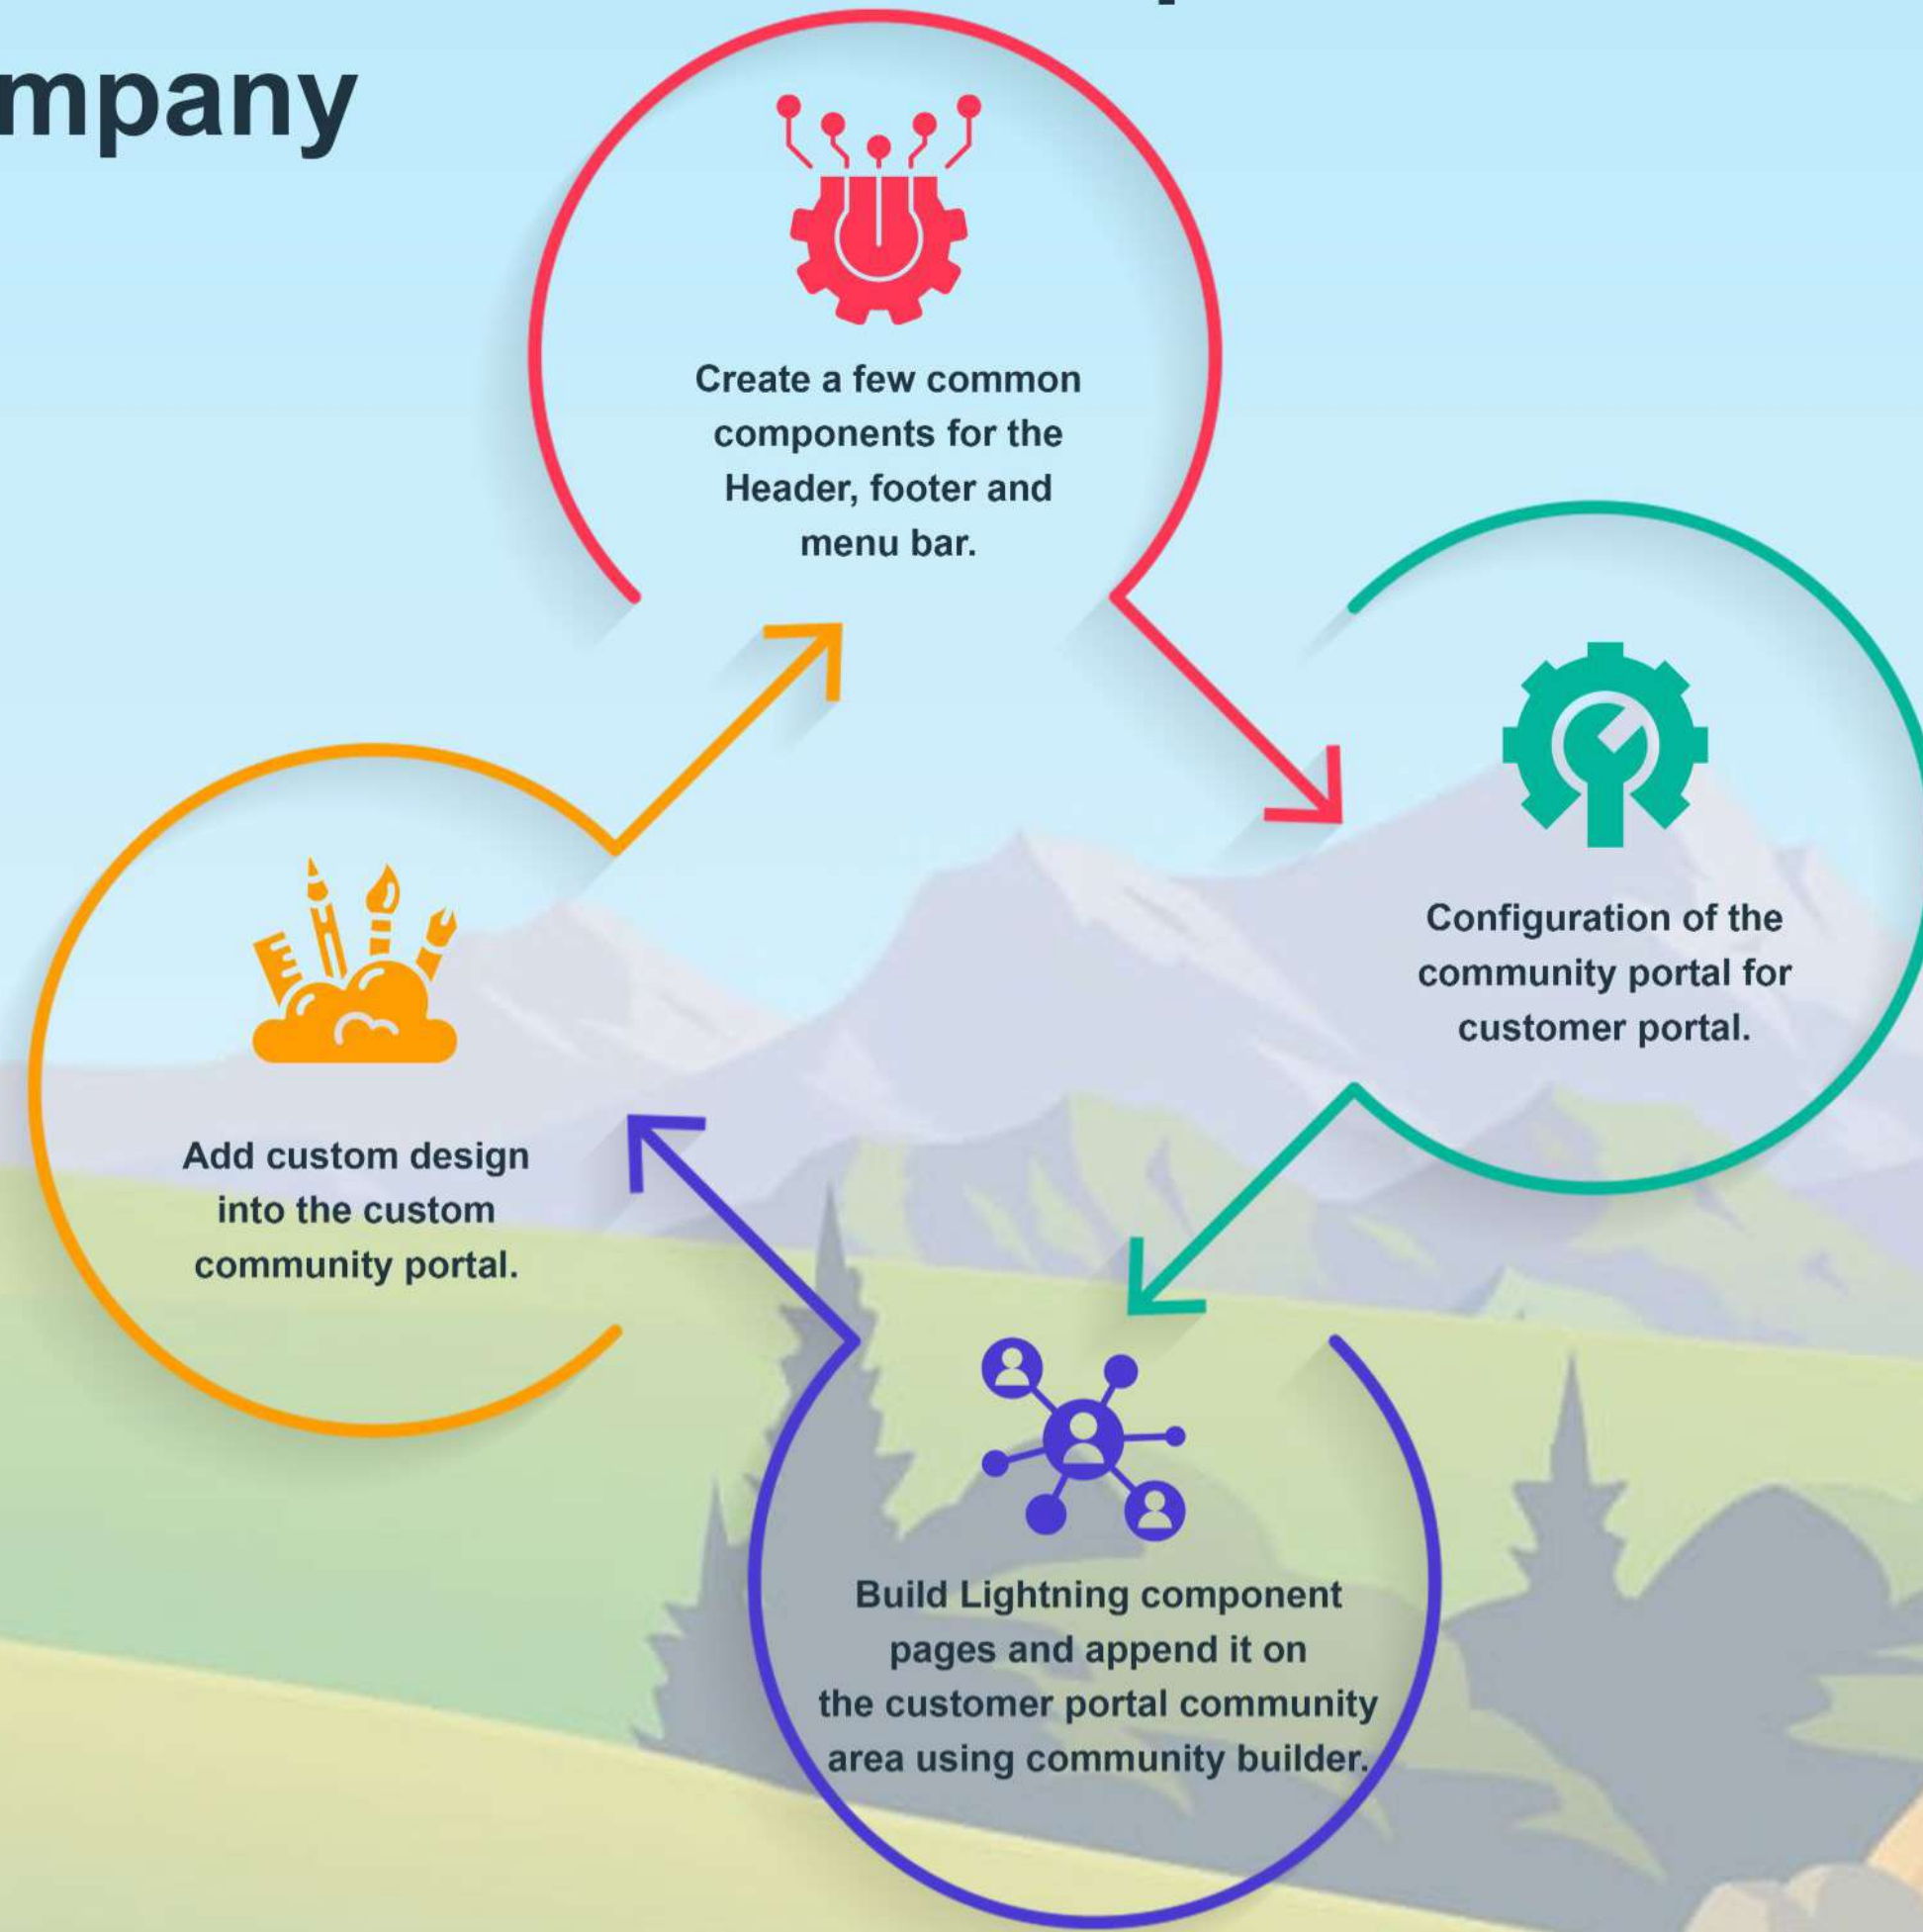 mpany
Create a few common
components for the
Header, footer and
menu bar.
Configuration of the
community portal for
customer portal.
Add custom design
into the custom
community portal.
Build Lightning component
pages and append it on
the customer portal community
area using community builder.